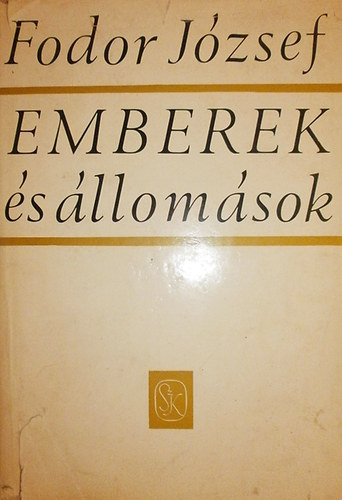 Fodor József
EMBEREK
és állomások
SZK